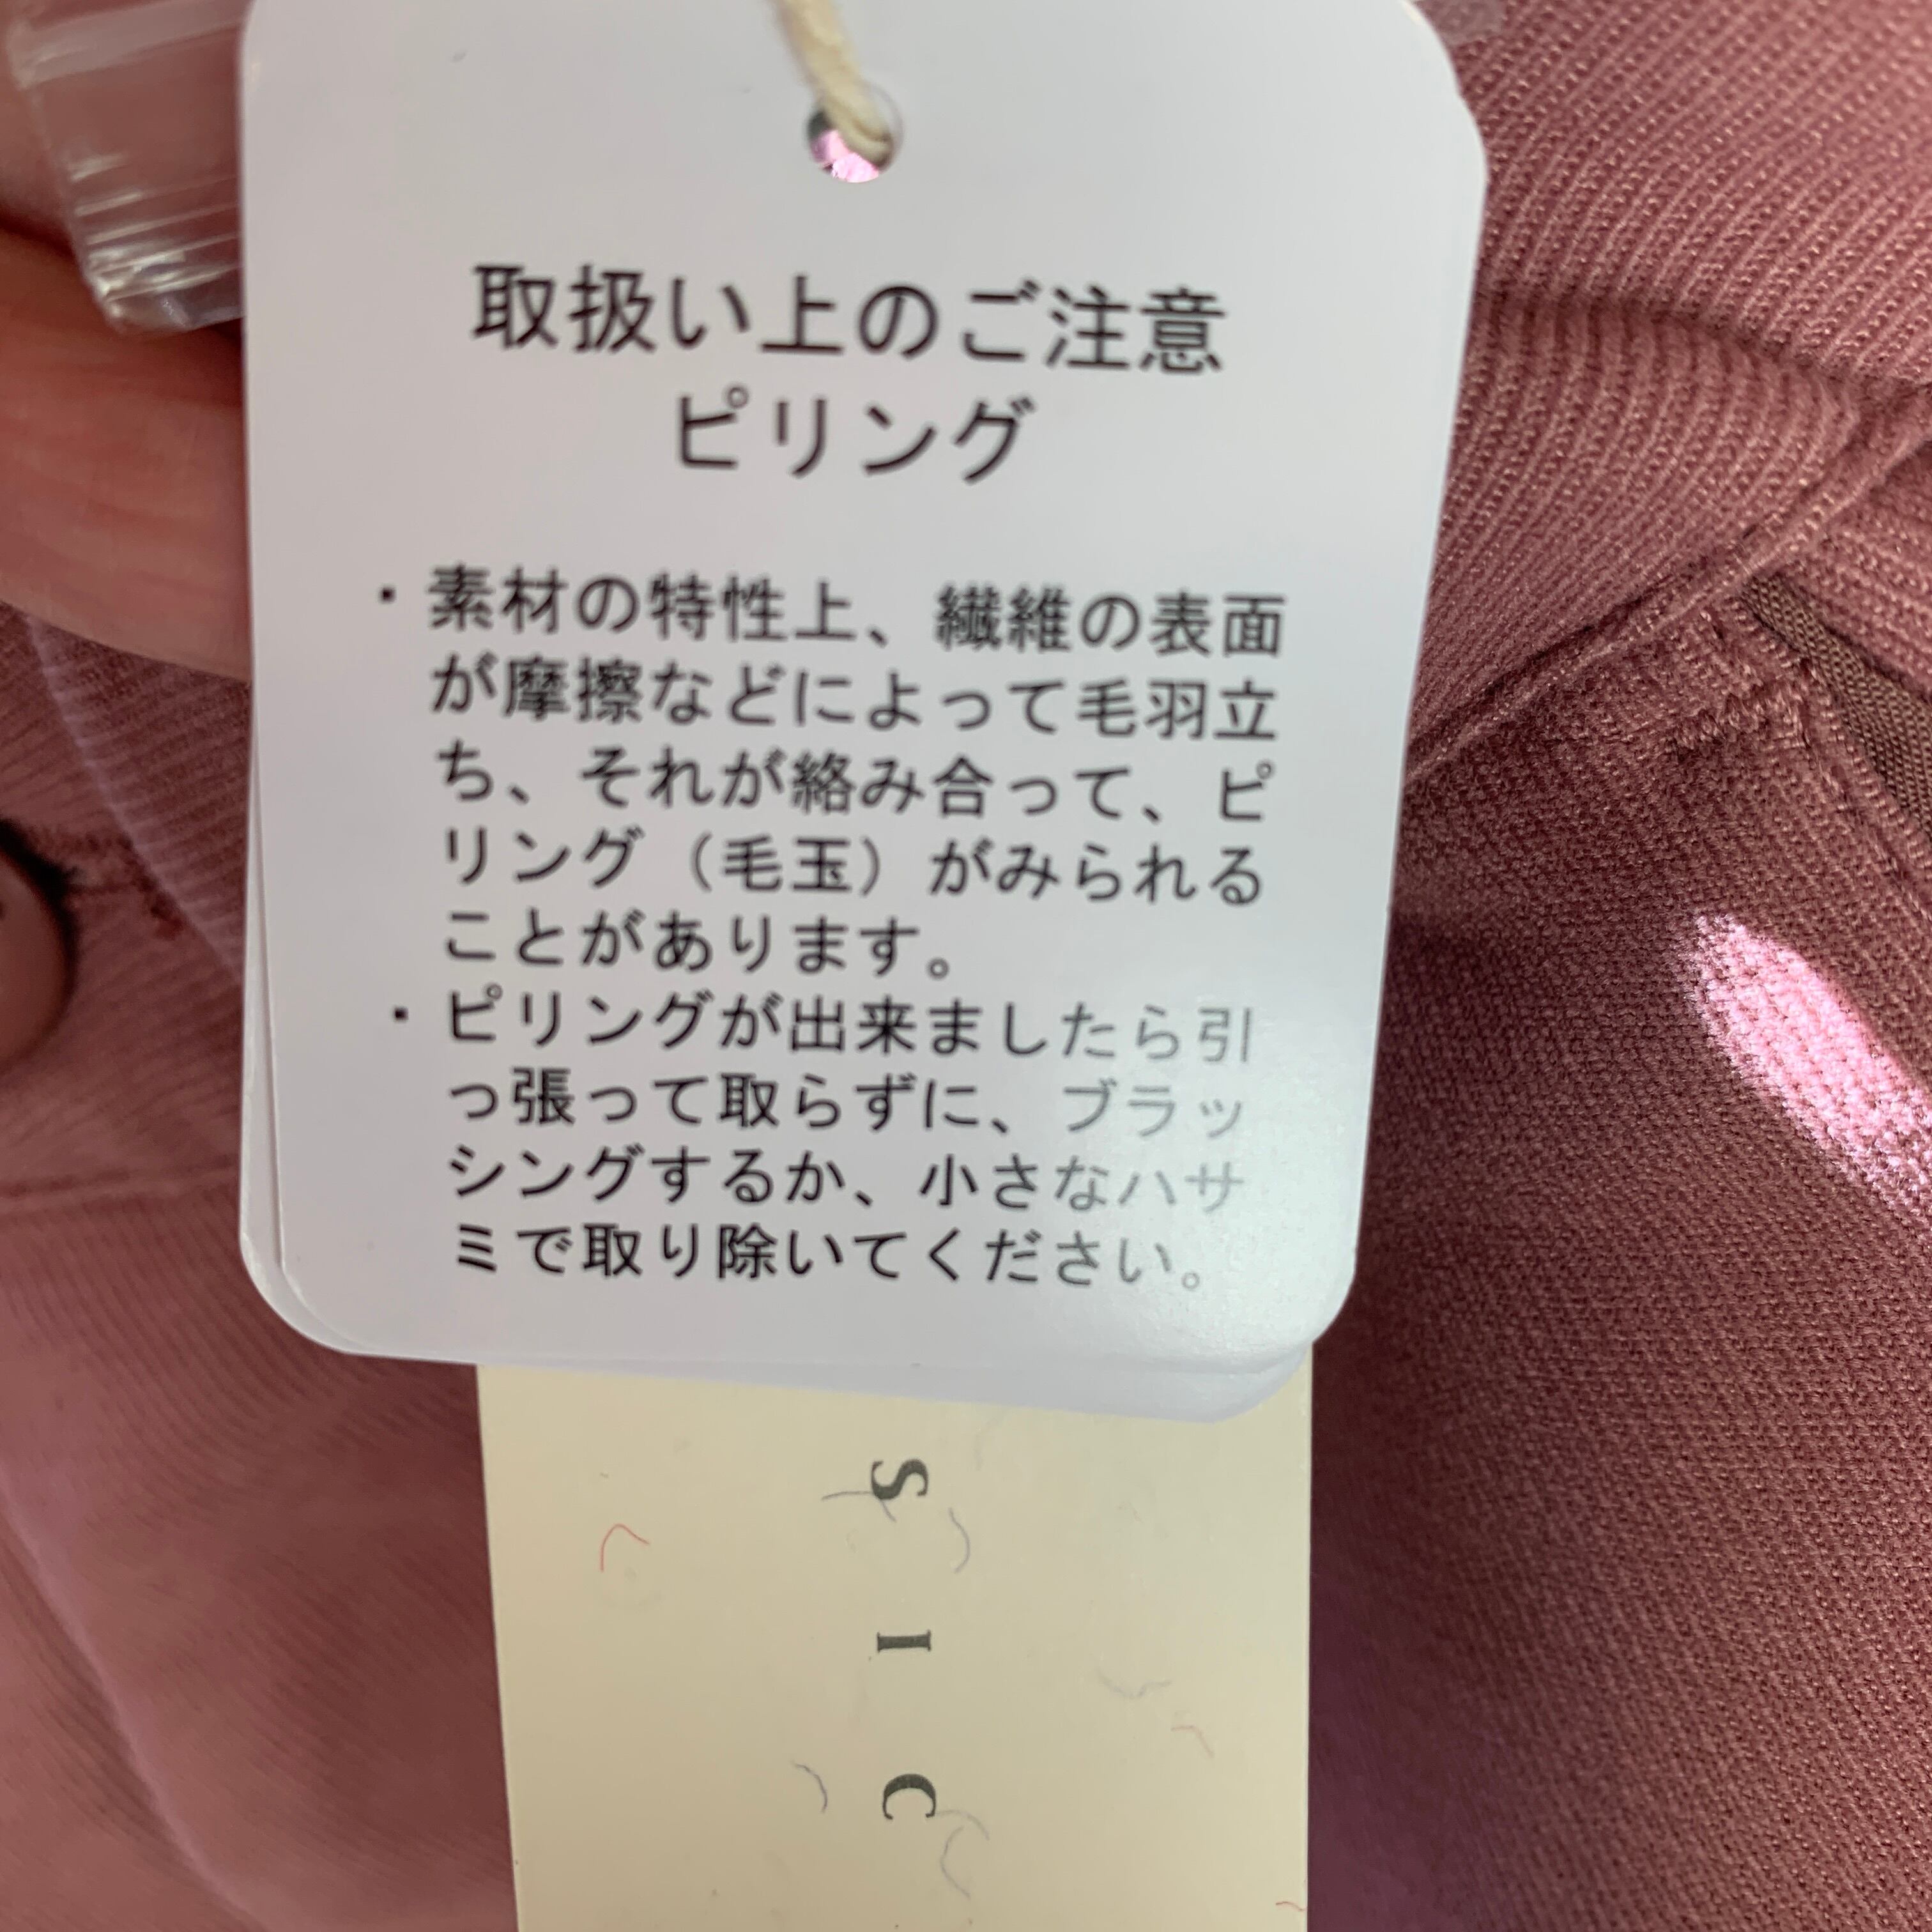 取扱い上のご注意
ピリング
・素材の特性上、繊維の表面
が摩擦などによって毛羽立
ち、それが絡み合って、ピ
リング（毛玉）がみられる
ことがあります。
・ピリングが出来ましたら引
っ張って取らずに、ブラッ
シングするか、小さなハサ
ミで取り除いてください。
SIC